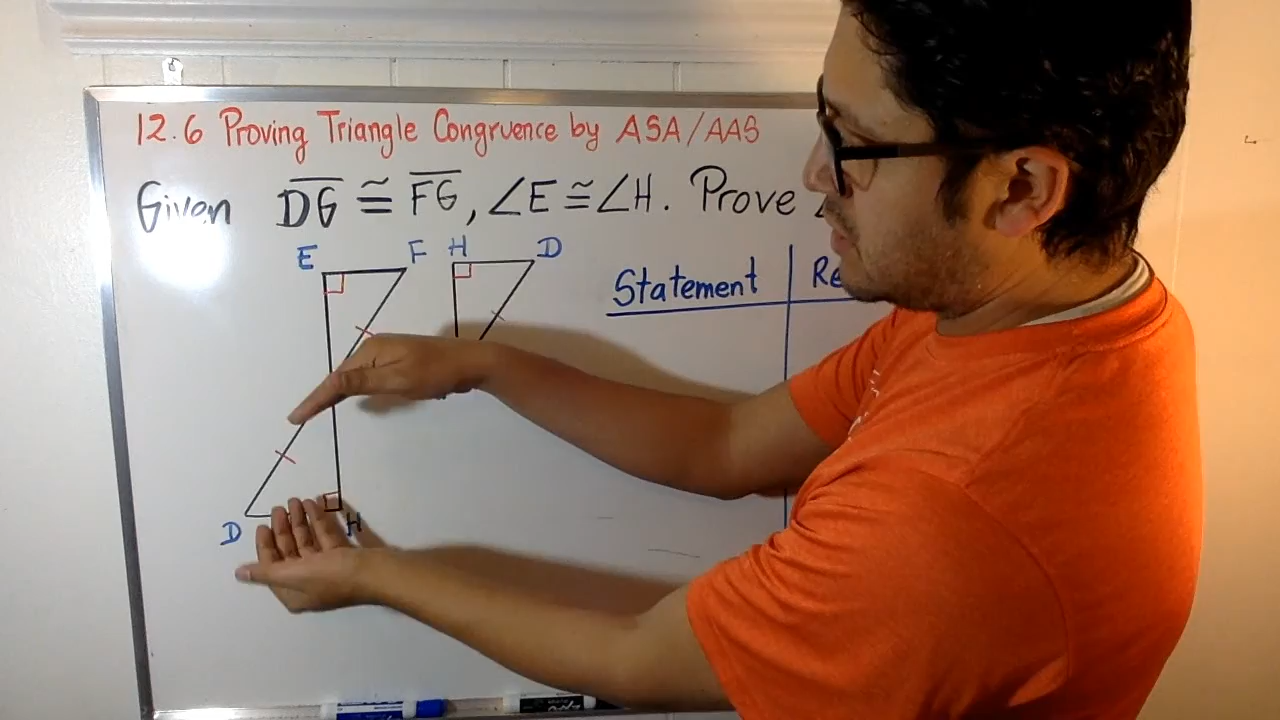 12.6 Proving Triangle Congruence by ASA/AAS
Given DG ≅ FG, ∠E ≅ ∠H. Prove
E F H D
Statement
D H